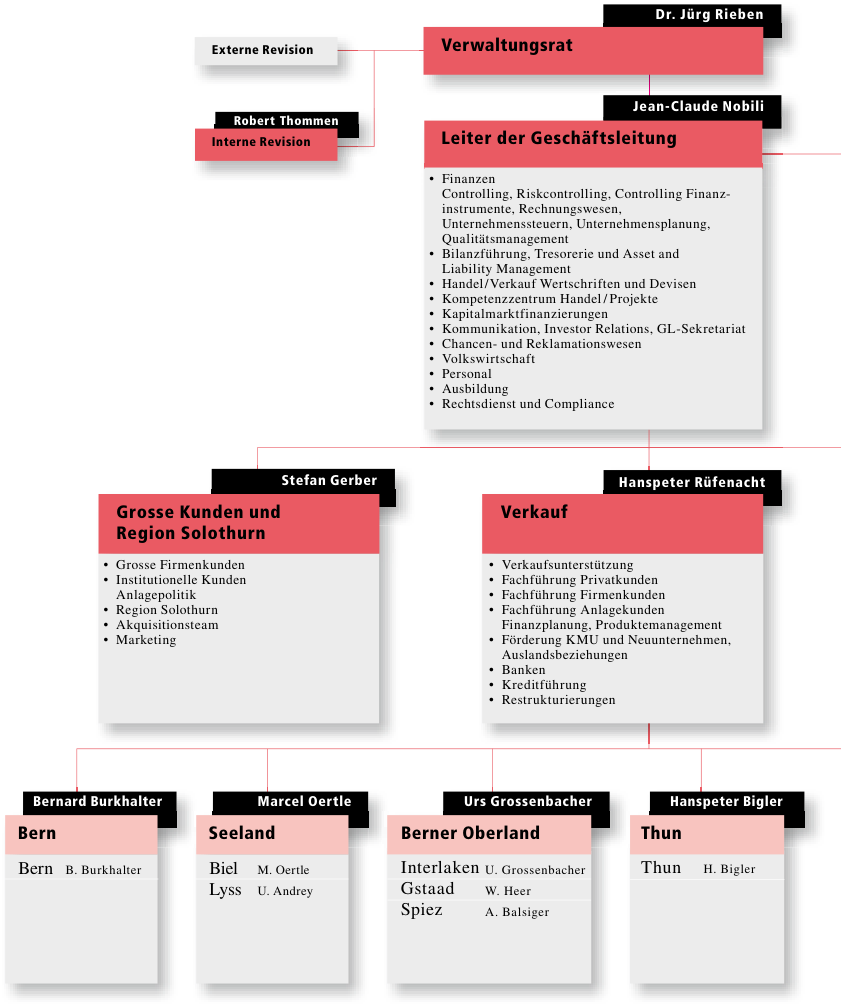 Dr. Jürg Rieben
Verwaltungsrat
Externe Revision
Robert Thommen
Interne Revision
Jean-Claude Nobili
Leiter der Geschäftsleitung
• Finanzen
Controlling, Riskcontrolling, Controlling Finanz-
instrumente, Rechnungswesen,
Unternehmenssteuern, Unternehmensplanung,
Qualitätsmanagement
• Bilanzführung, Tresorerie und Asset and
Liability Management
• Handel/Verkauf Wertschriften und Devisen
• Kompetenzzentrum Handel/Projekte
• Kapitalmarktfinanzierungen
• Kommunikation, Investor Relations, GL-Sekretariat
• Chancen- und Reklamationswesen
• Volkswirtschaft
• Personal
• Ausbildung
• Rechtsdienst und Compliance
Stefan Gerber
Grosse Kunden und
Region Solothurn
• Grosse Firmenkunden
• Institutionelle Kunden
Anlagepolitik
• Region Solothurn
• Akquisitionsteam
• Marketing
Hanspeter Rüfenacht
Verkauf
• Verkaufsunterstützung
• Fachführung Privatkunden
• Fachführung Firmenkunden
• Fachführung Anlagekunden
Finanzplanung, Produktemanagement
• Förderung KMU und Neuunternehmen,
Auslandsbeziehungen
• Banken
• Kreditführung
• Restrukturierungen
Bernard Burkhalter
Bern
Bern B. Burkhalter
Marcel Oertle
Seeland
Biel M. Oertle
Lyss U. Andrey
Urs Grossenbacher
Berner Oberland
Interlaken U. Grossenbacher
Gstaad W. Heer
Spiez A. Balsiger
Hanspeter Bigler
Thun
Thun H. Bigler